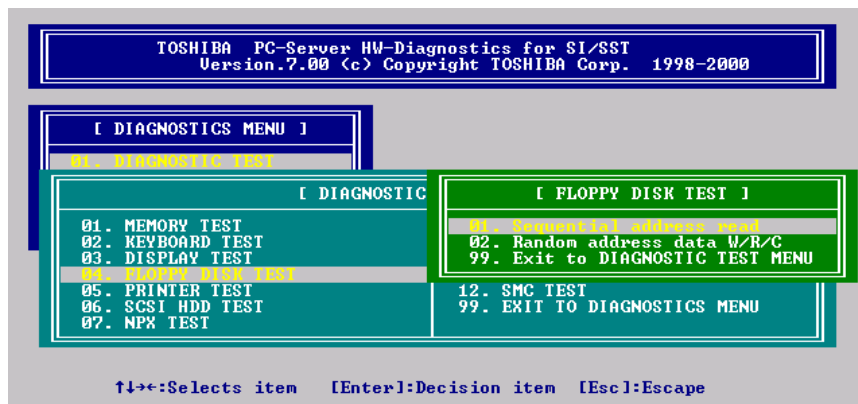 TOSHIBA PC-Server HW-Diagnostics for SI/SST
Version.7.00 (c) Copyright TOSHIBA Corp. 1998-2000
[ DIAGNOSTICS MENU ]
01. DIAGNOSTIC TEST
[ DIAGNOSTIC
01. MEMORY TEST
02. KEYBOARD TEST
03. DISPLAY TEST
04. FLOPPY DISK TEST
05. PRINTER TEST
06. SCSI HDD TEST
07. NPX TEST
12. SMC TEST
99. EXIT TO DIAGNOSTICS MENU
[ FLOPPY DISK TEST ]
01. Sequential address read
02. Random address data W/R/C
99. Exit to DIAGNOSTIC TEST MENU
↑↓→←:Selects item [Enter]:Decision item [Esc]:Escape